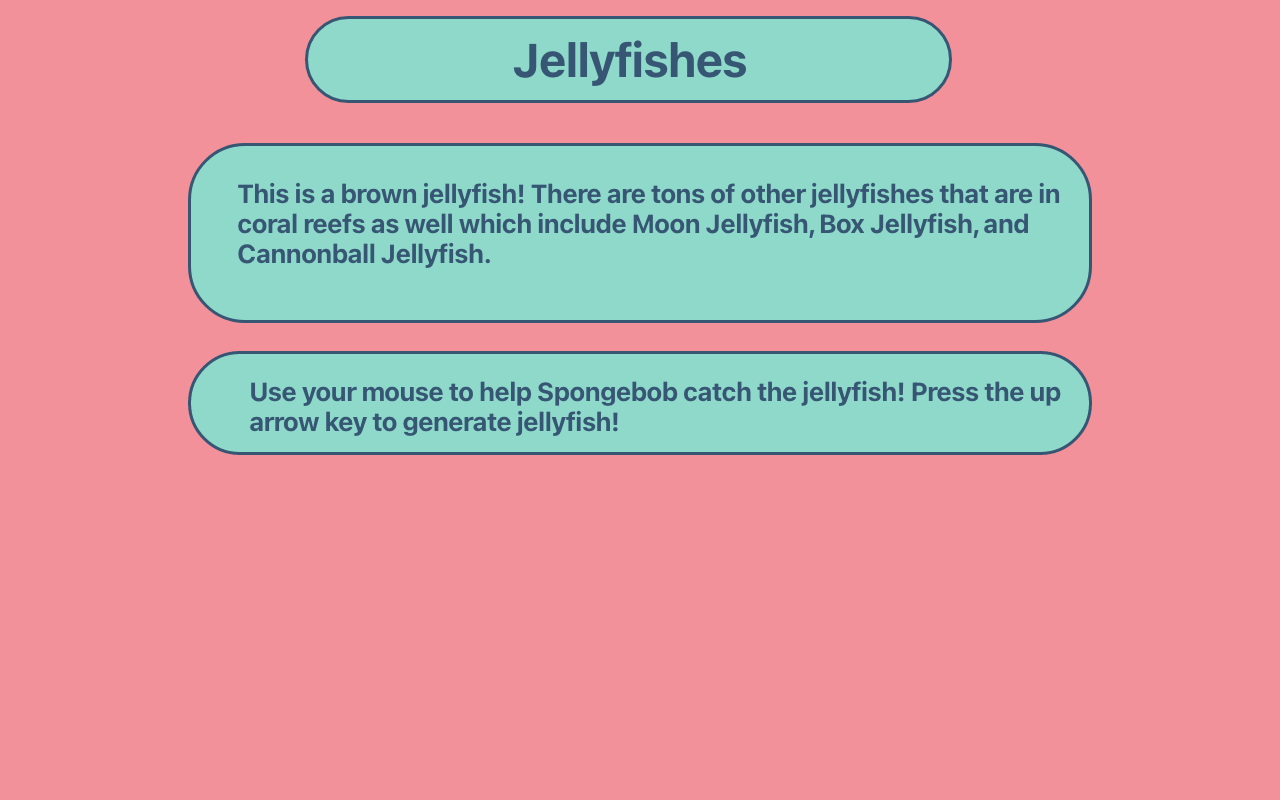 Jellyfishes
This is a brown jellyfish! There are tons of other jellyfishes that are in
coral reefs as well which include Moon Jellyfish, Box Jellyfish, and
Cannonball Jellyfish.
Use your mouse to help Spongebob catch the jellyfish! Press the up
arrow key to generate jellyfish!